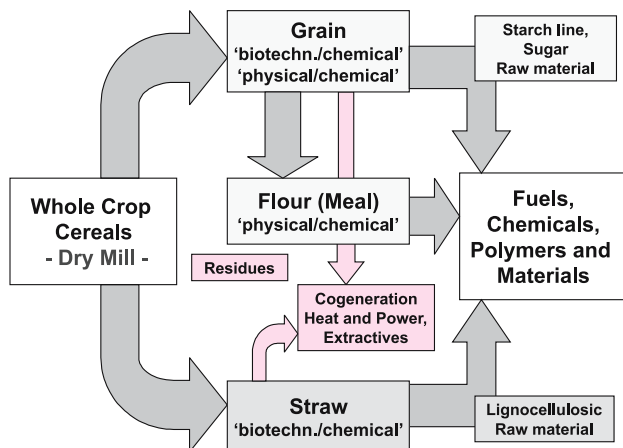 Grain
'biotechn./chemical'
'physical/chemical'
Starch line,
Sugar
Raw material
Whole Crop
Cereals
- Dry Mill -
Flour (Meal)
'physical/chemical'
Fuels,
Chemicals,
Polymers and
Materials
Residues
Cogeneration
Heat and Power,
Extractives
Straw
'biotechn./chemical'
Lignocellulosic
Raw material